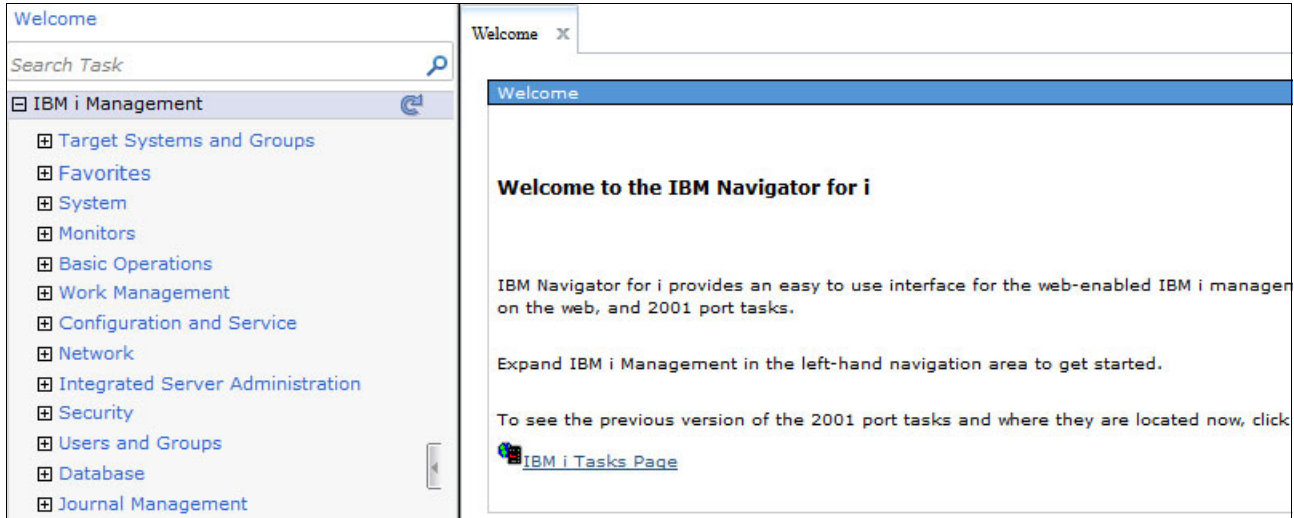 Welcome
Search Task
IBM i Management
Target Systems and Groups
Favorites
System
Monitors
Basic Operations
Work Management
Configuration and Service
Network
Integrated Server Administration
Security
Users and Groups
Database
Journal Management
Welcome X
Welcome
Welcome to the IBM Navigator for i
IBM Navigator for i provides an easy to use interface for the web-enabled IBM i
on the web, and 2001 port tasks.
Expand IBM i Management in the left-hand navigation area to get started.
To see the previous version of the 2001 port tasks and where they are located now, click
IBM i Tasks Page